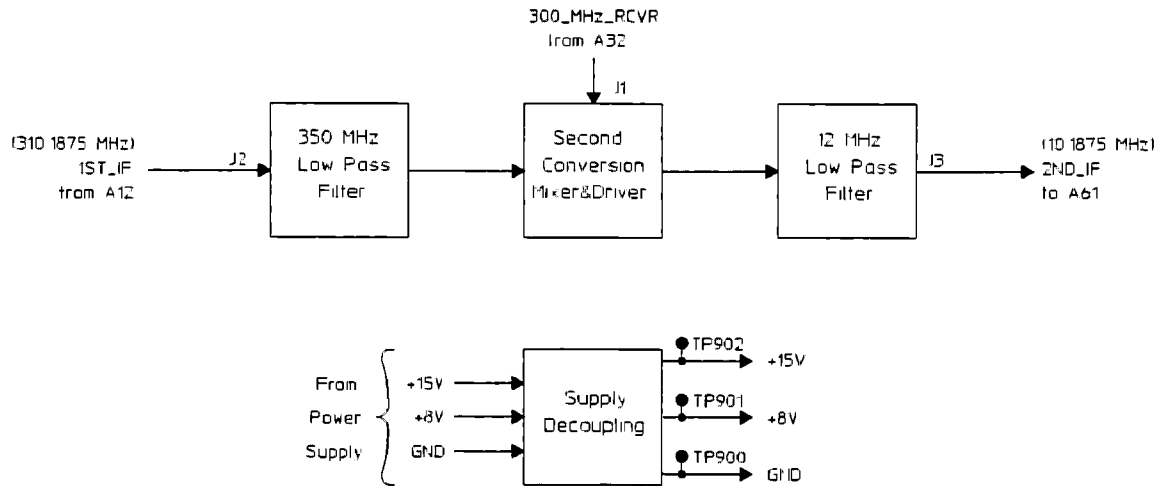 300_MHz_RCVR
from A32
J1
(310.1875 MHz)
1ST_IF
from A12
J2
350 MHz
Low Pass
Filter
Second
Conversion
Mixer&Driver
12 MHz
Low Pass
Filter
J3
(10.1875 MHz)
2ND_IF
to A61
From
Power
Supply
+15V
+8V
GND
Supply
Decoupling
TP902
+15V
TP901
+8V
TP900
GND